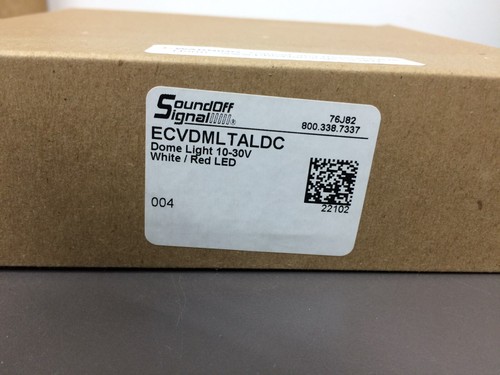 SoundOff
Signal ®
76J82
800.338.7337
ECVDMLTALDC
Dome Light 10-30V
White / Red LED
004
22102